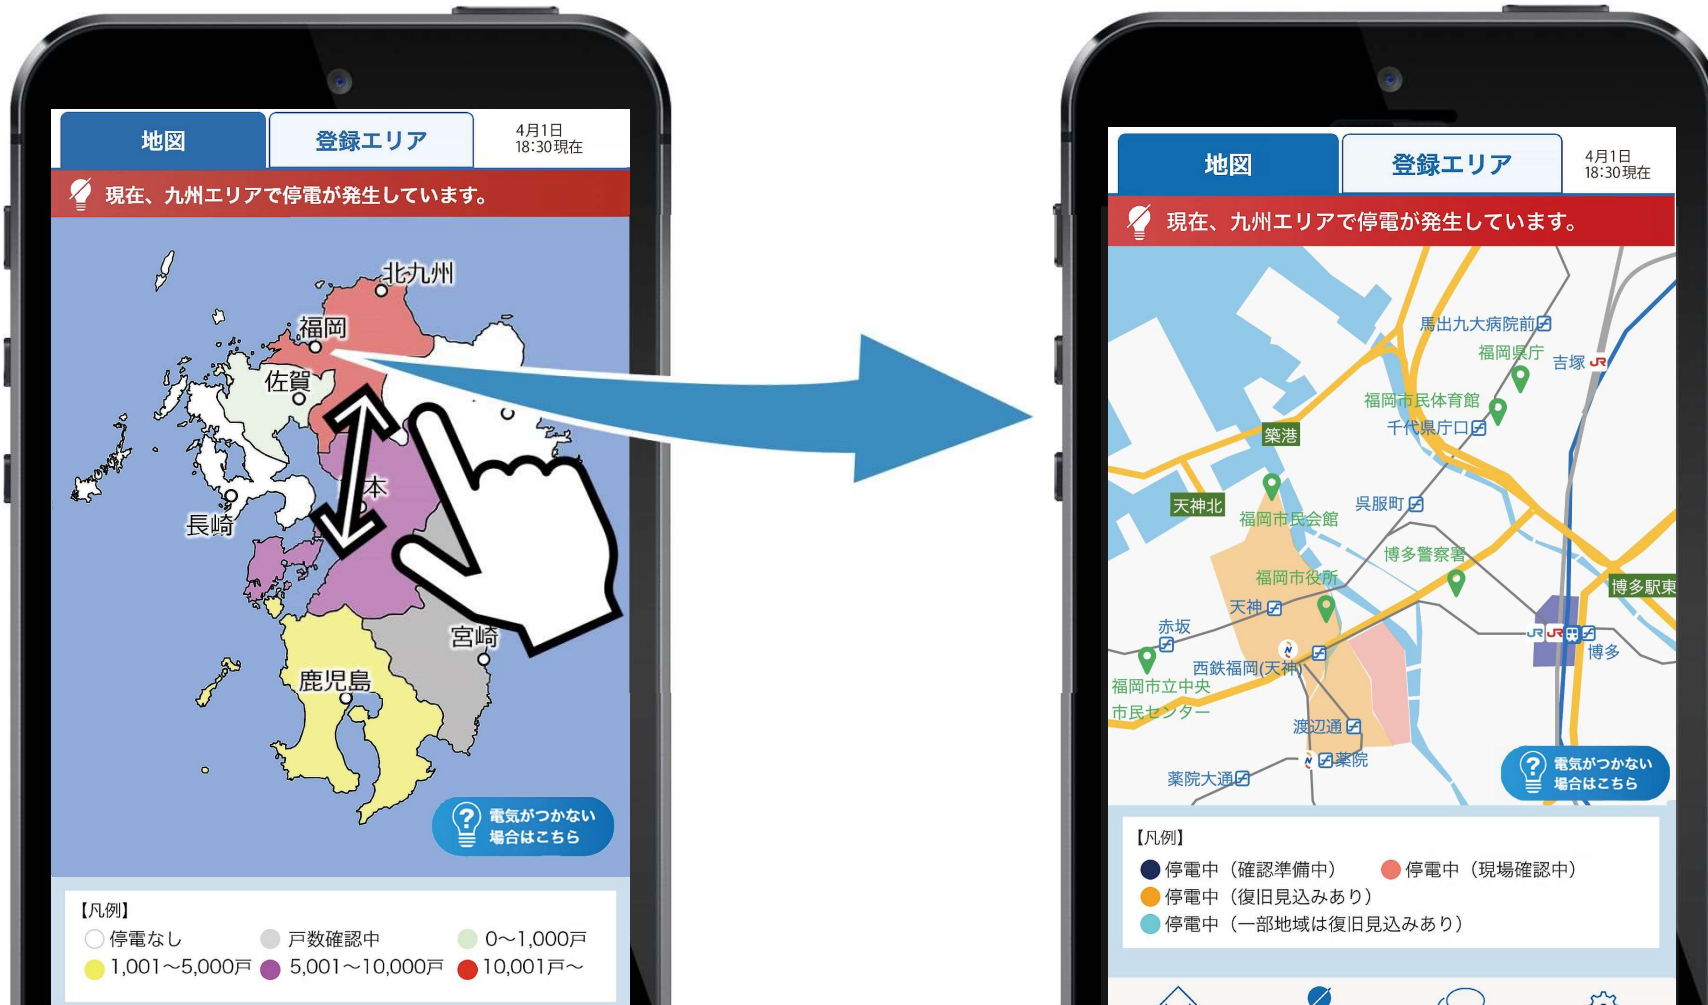 地図
登録エリア
4月1日
18:30現在
現在、九州エリアで停電が発生しています。
北九州
福岡
佐賀
本
長崎
宮崎
鹿児島
?
電気がつかない
場合はこちら
【凡例】
停電なし
戸数確認中
0〜1,000戸
1,001〜5,000戸
5,001〜10,000戸
10,001戸〜
地図
登録エリア
4月1日
18:30現在
現在、九州エリアで停電が発生しています。
馬出九大病院前
福岡県庁
吉塚 JR
福岡市民体育館
千代県庁口
築港
天神北
呉服町
福岡市民会館
博多警察署
福岡市役所
博多駅東
天神
赤坂
JR JR
博多
西鉄福岡(天神)
福岡市立中央
市民センター
渡辺通
薬院
薬院大通
?
電気がつかない
場合はこちら
【凡例】
停電中（確認準備中）
停電中（現場確認中）
停電中（復旧見込みあり）
停電中（一部地域は復旧見込みあり）